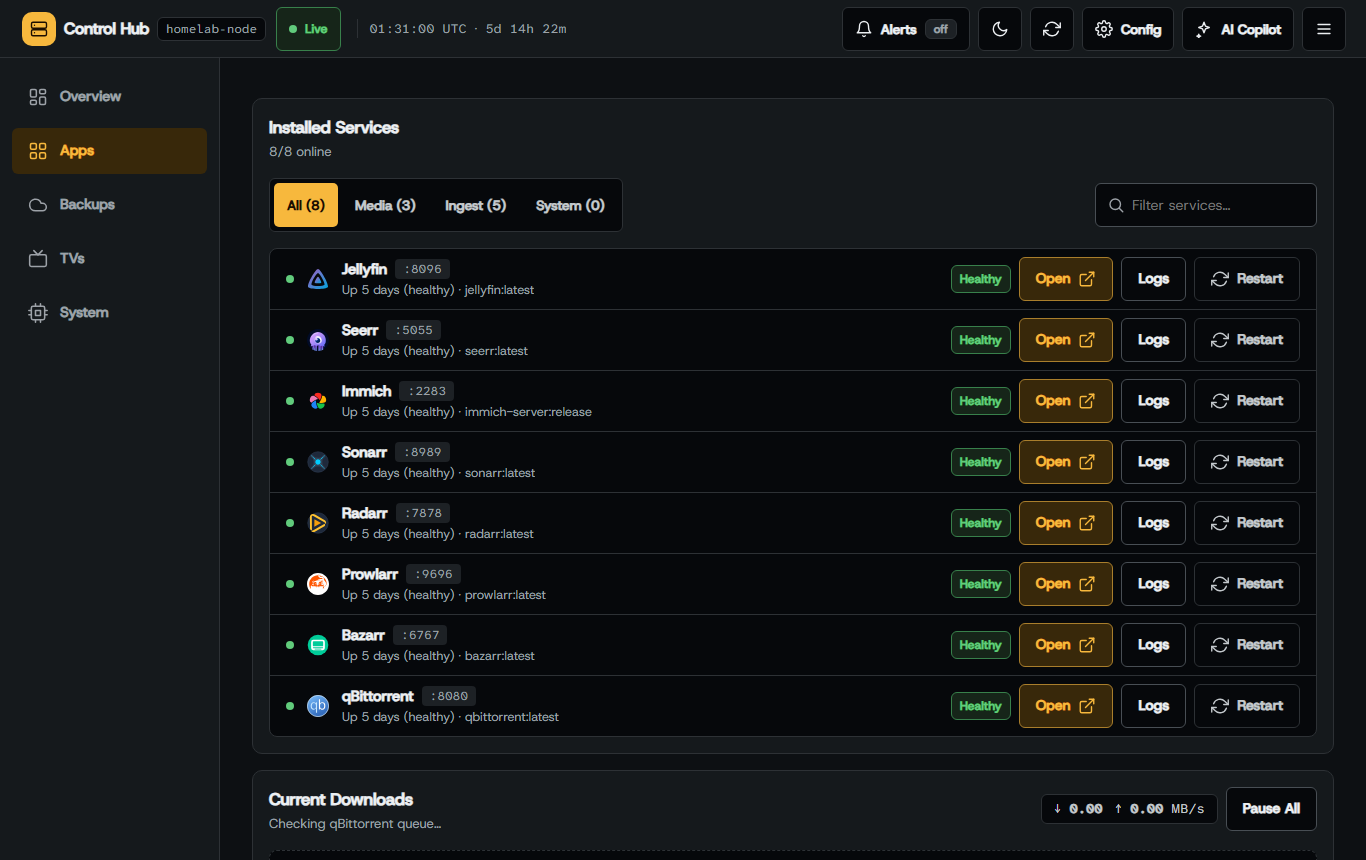 Control Hub homelab-node Live 01:31:00 UTC · 5d 14h 22m Alerts off Config AI Copilot
Overview
Apps
Backups
TVs
System
Installed Services
8/8 online
All (8) Media (3) Ingest (5) System (0) Filter services...
Jellyfin :8096
Up 5 days (healthy) · jellyfin:latest
Healthy Open Logs Restart
Seerr :5055
Up 5 days (healthy) · seerr:latest
Healthy Open Logs Restart
Immich :2283
Up 5 days (healthy) · immich-server:release
Healthy Open Logs Restart
Sonarr :8989
Up 5 days (healthy) · sonarr:latest
Healthy Open Logs Restart
Radarr :7878
Up 5 days (healthy) · radarr:latest
Healthy Open Logs Restart
Prowlarr :9696
Up 5 days (healthy) · prowlarr:latest
Healthy Open Logs Restart
Bazarr :6767
Up 5 days (healthy) · bazarr:latest
Healthy Open Logs Restart
qb
qBittorrent :8080
Up 5 days (healthy) · qbittorrent:latest
Healthy Open Logs Restart
Current Downloads
Checking qBittorrent queue…
↓ 0.00 ↑ 0.00 MB/s Pause All